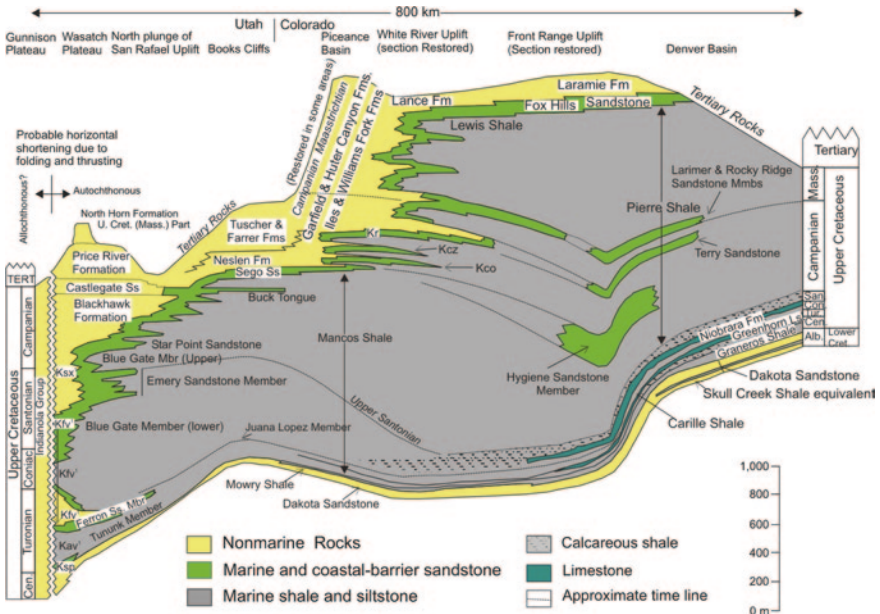 800 km
Utah
Colorado
Gunnison
Plateau
Wasatch
Plateau
North plunge of
San Rafael Uplift
Books Cliffs
Piceance
Basin
White River Uplift
(section Restored)
Front Range Uplift
(Section restored)
Denver Basin
Probable horizontal
shortening due to
folding and thrusting
Allochthonous?
Autochthonous
North Horn Formation
U. Cret. (Mass.) Part
Tertiary Rocks
(Restored in some areas)
Campanian Maasstrichtian
Garfield & Huter Canyon Fms.
Iles & Williams Fork Fms
Lance Fm
Laramie Fm
Fox Hills
Sandstone
Lewis Shale
Tertiary Rocks
Tertiary
Larimer & Rocky Ridge
Sandstone Mmbs
Pierre Shale
Terry Sandstone
Mass.
Campanian
Upper Cretaceous
San
Con
Tur.
Cen.
Alb.
Lower
Cret.
Price River
Formation
Tuscher &
Farrer Fms
Kr
Kcz
Kco
Neslen Fm
Sego Ss
TERT
Castlegate Ss
Buck Tongue
Blackhawk
Formation
Mancos Shale
Star Point Sandstone
Blue Gate Mbr (Upper)
Ksx
Emery Sandstone
Member
Hygiene Sandstone
Member
Niobrara Fm
Greenhorn Ls
Graneros Shale
Dakota Sandstone
Skull Creek Shale equivalent
Carille Shale
Upper Cretaceous
Campanian
Santonian
Coniac
Turonian
Cen.
Indianola Group
Kfv'
Blue Gate Member (lower)
Juana Lopez Member
Upper Santonian
Kfv'
Mowry Shale
Dakota Sandstone
Kfv
Ferron Ss. Mbr
Tununk Member
Kav'
Ksp
Nonmarine Rocks
Marine and coastal-barrier sandstone
Marine shale and siltstone
Calcareous shale
Limestone
Approximate time line
1,000
800
600
400
200
0 m